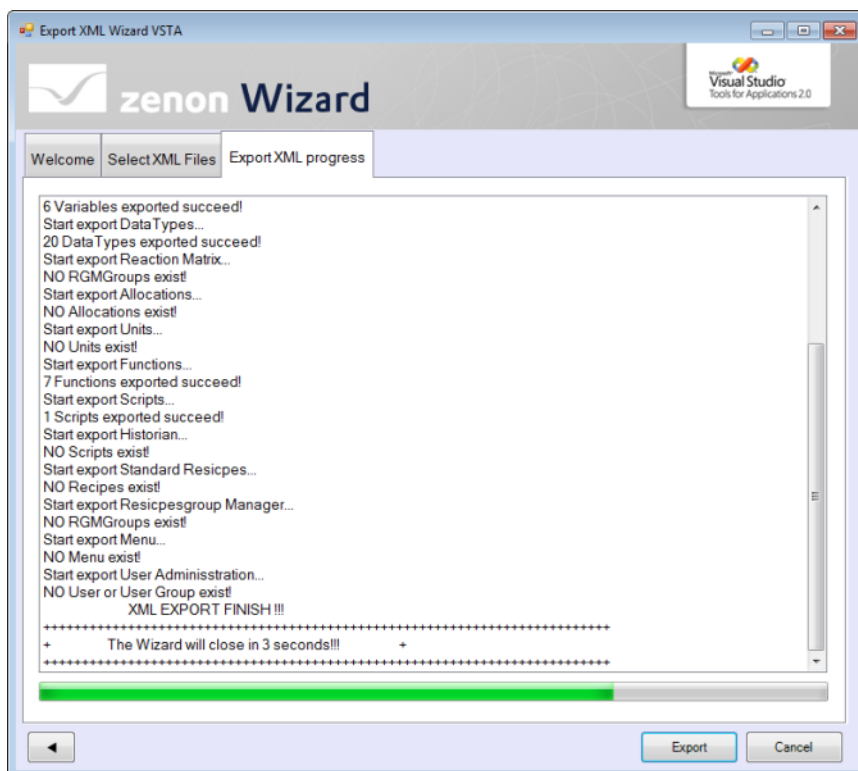 Export XML Wizard VSTA
zenon Wizard
Microsoft
Visual Studio
Tools for Applications 2.0
Welcome
Select XML Files
Export XML progress
6 Variables exported succeed!
Start export DataTypes...
20 DataTypes exported succeed!
Start export Reaction Matrix...
NO RGMGroups exist!
Start export Allocations...
NO Allocations exist!
Start export Units...
NO Units exist!
Start export Functions...
7 Functions exported succeed!
Start export Scripts...
1 Scripts exported succeed!
Start export Historian...
NO Scripts exist!
Start export Standard Resicpes...
NO Recipes exist!
Start export Resicpesgroup Manager...
NO RGMGroups exist!
Start export Menu...
NO Menu exist!
Start export User Adminisstration...
NO User or User Group exist!
XML EXPORT FINISH !!!
+++++++++++++++++++++++++++++++++++++++++++++++++++++++++++++++++++++++++
+ The Wizard will close in 3 seconds!!! +
+++++++++++++++++++++++++++++++++++++++++++++++++++++++++++++++++++++++++
Export
Cancel